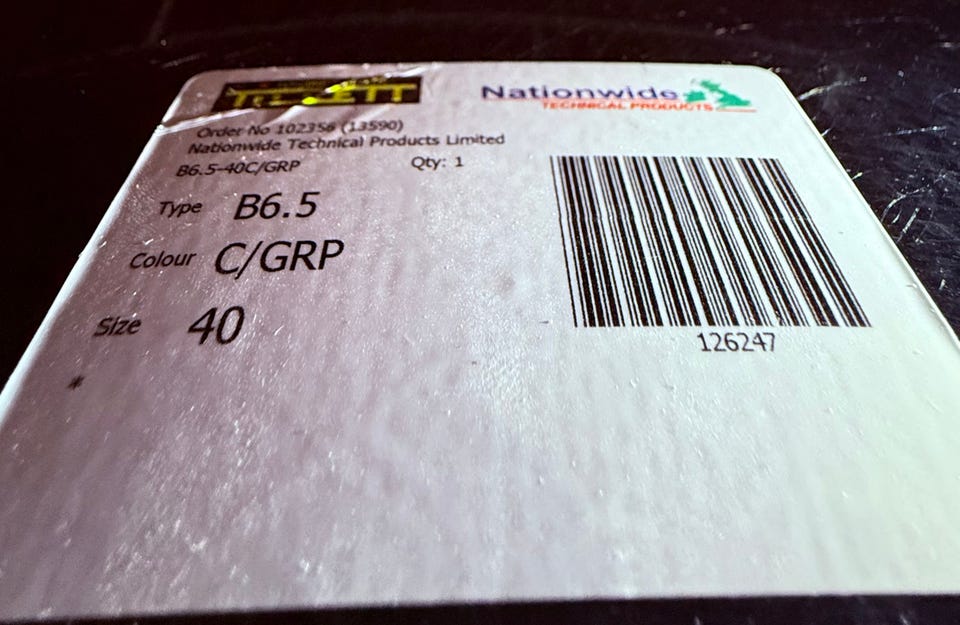 TILLETT
Nationwide
TECHNICAL PRODUCTS
Order No 102356 (13590)
Nationwide Technical Products Limited
B6.5-40C/GRP Qty: 1
Type B6.5
Colour C/GRP
Size 40
*
126247